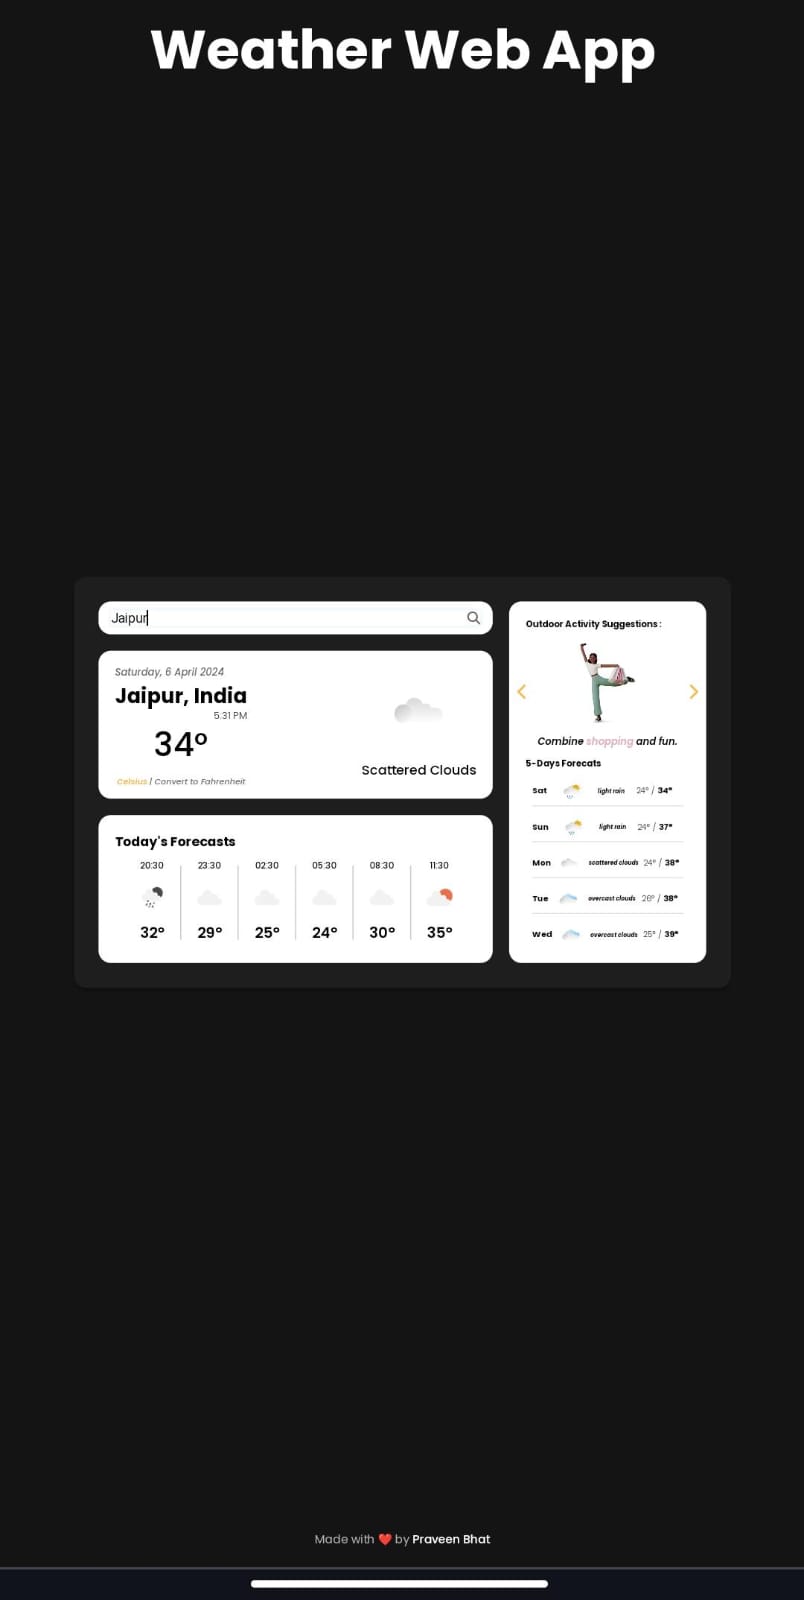 Weather Web App
Jaipur
Saturday, 6 April 2024
Jaipur, India
5:31 PM
34°
Celsius | Convert to Fahrenheit
Scattered Clouds
Today's Forecasts
20:30 23:30 02:30 05:30 08:30 11:30
32° 29° 25° 24° 30° 35°
Outdoor Activity Suggestions :
Combine shopping and fun.
5-Days Forecats
Sat light rain 24° / 34°
Sun light rain 24° / 37°
Mon scattered clouds 24° / 38°
Tue overcast clouds 26° / 38°
Wed overcast clouds 25° / 39°
Made with ❤️ by Praveen Bhat